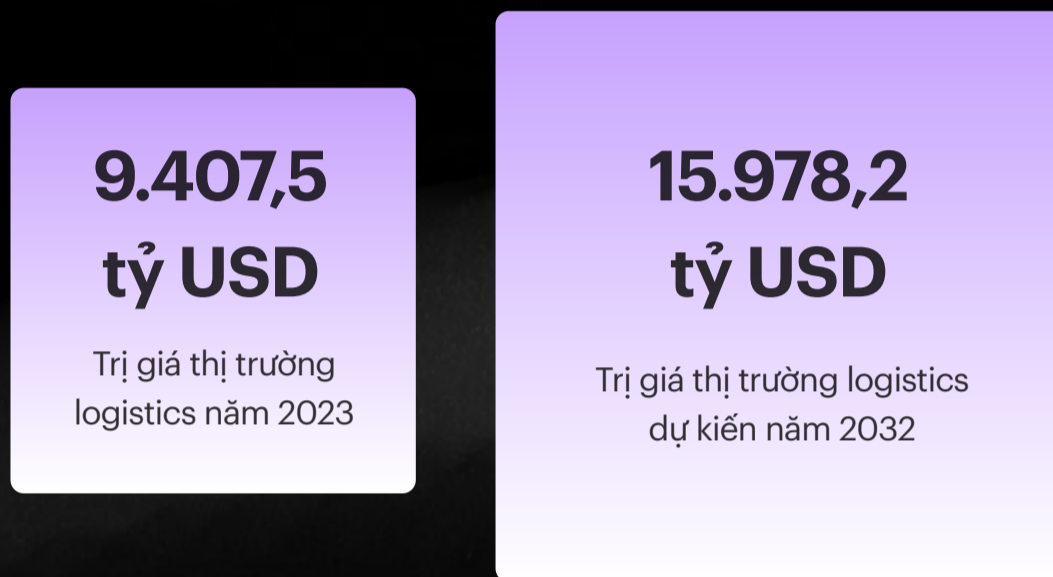 9.407,5
tỷ USD
Trị giá thị trường
logistics năm 2023
15.978,2
tỷ USD
Trị giá thị trường logistics
dự kiến năm 2032